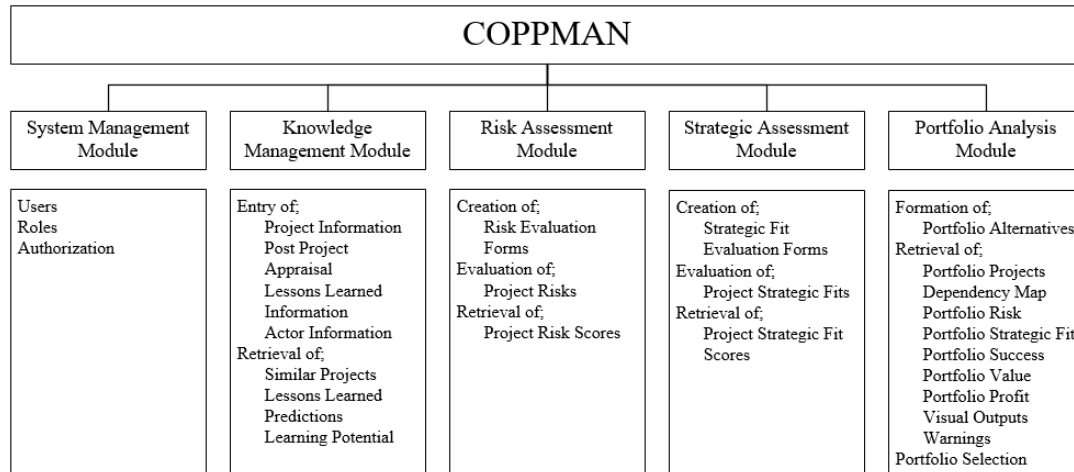 COPPMAN
System Management
Module
Knowledge
Management Module
Risk Assessment
Module
Strategic Assessment
Module
Portfolio Analysis
Module
Users
Roles
Authorization
Entry of;
Project Information
Post Project
Appraisal
Lessons Learned
Information
Actor Information
Retrieval of;
Similar Projects
Lessons Learned
Predictions
Learning Potential
Creation of;
Risk Evaluation
Forms
Evaluation of;
Project Risks
Retrieval of;
Project Risk Scores
Creation of;
Strategic Fit
Evaluation Forms
Evaluation of;
Project Strategic Fits
Retrieval of;
Project Strategic Fit
Scores
Formation of;
Portfolio Alternatives
Retrieval of;
Portfolio Projects
Dependency Map
Portfolio Risk
Portfolio Strategic Fit
Portfolio Success
Portfolio Value
Portfolio Profit
Visual Outputs
Warnings
Portfolio Selection